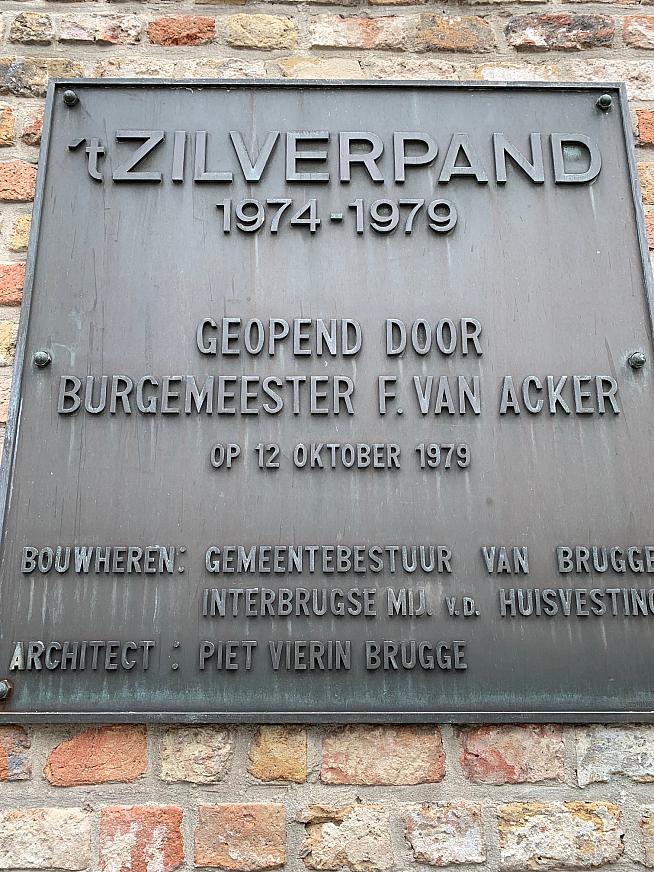 't ZILVERPAND
1974-1979
GEOPEND DOOR
BURGEMEESTER F. VAN ACKER
OP 12 OKTOBER 1979
BOUWHEREN: GEMEENTEBESTUUR VAN BRUGGE
INTERBRUGSE MIJ. V.D. HUISVESTING
ARCHITECT : PIET VIERIN BRUGGE